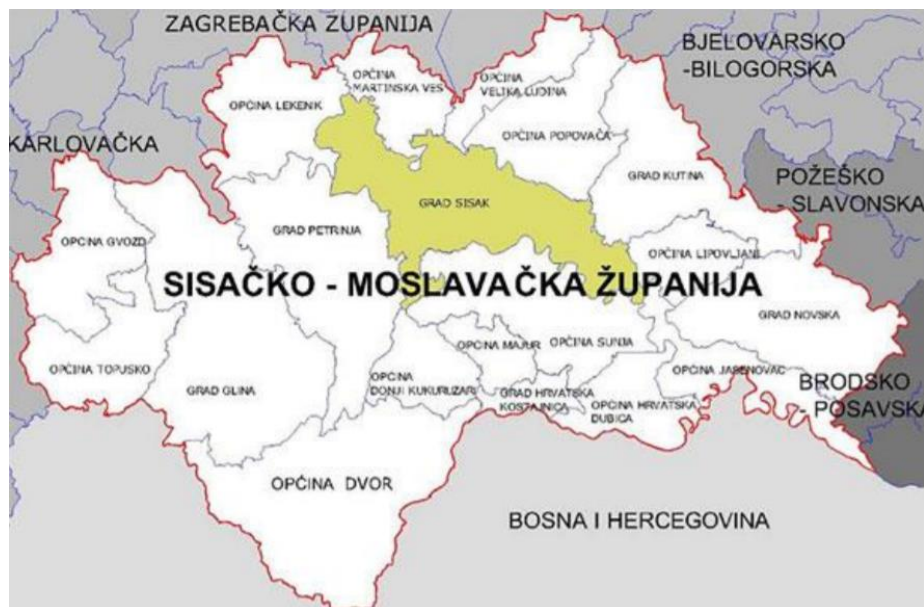 ZAGREBAČKA ŽUPANIJA
BJELOVARSKO
-BILOGORSKA
OPĆINA
MARTINSKA VES
OPĆINA
VELIKA LUDINA
OPĆINA LEKENIK
OPĆINA POPOVAČA
KARLOVAČKA
GRAD KUTINA
POŽEŠKO
- SLAVONSKA
GRAD SISAK
GRAD PETRINJA
OPĆINA GVOZD
OPĆINA LIPOVLJANI
SISAČKO - MOSLAVAČKA ŽUPANIJA
GRAD NOVSKA
OPĆINA MAJUR
OPĆINA SUNJA
OPĆINA TOPUSKO
GRAD GLINA
OPĆINA
DONJI KUKURUZARI
OPĆINA JASENOVAC
BRODSKO
- POSAVSKA
GRAD HRVATSKA
KOSTAJNICA
OPĆINA HRVATSKA
DUBICA
OPĆINA DVOR
BOSNA I HERCEGOVINA